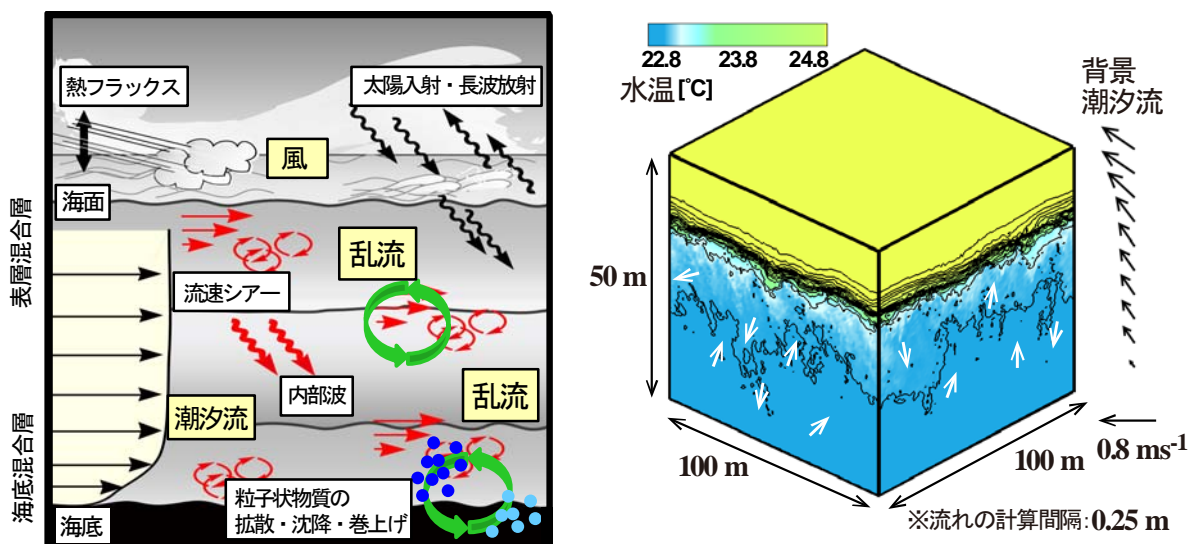 熱フラックス
太陽入射・長波放射
風
海面
表層混合層
乱流
流速シアー
内部波
乱流
潮汐流
海底混合層
粒子状物質の
拡散・沈降・巻上げ
海底
22.8 23.8 24.8
水温[℃]
背景
潮汐流
50 m
100 m
100 m
0.8 ms-1
※流れの計算間隔:0.25 m